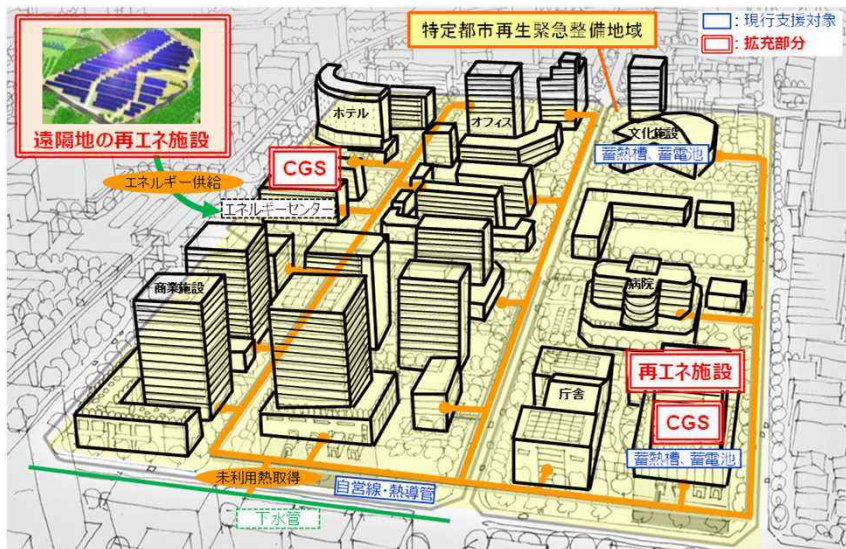 特定都市再生緊急整備地域
：現行支援対象
：拡充部分
遠隔地の再エネ施設
ホテル
オフィス
文化施設
蓄熱槽、蓄電池
CGS
エネルギー供給
エネルギーセンター
商業施設
病院
再エネ施設
庁舎
CGS
蓄熱槽、蓄電池
未利用熱取得
自営線・熱導管
下水管